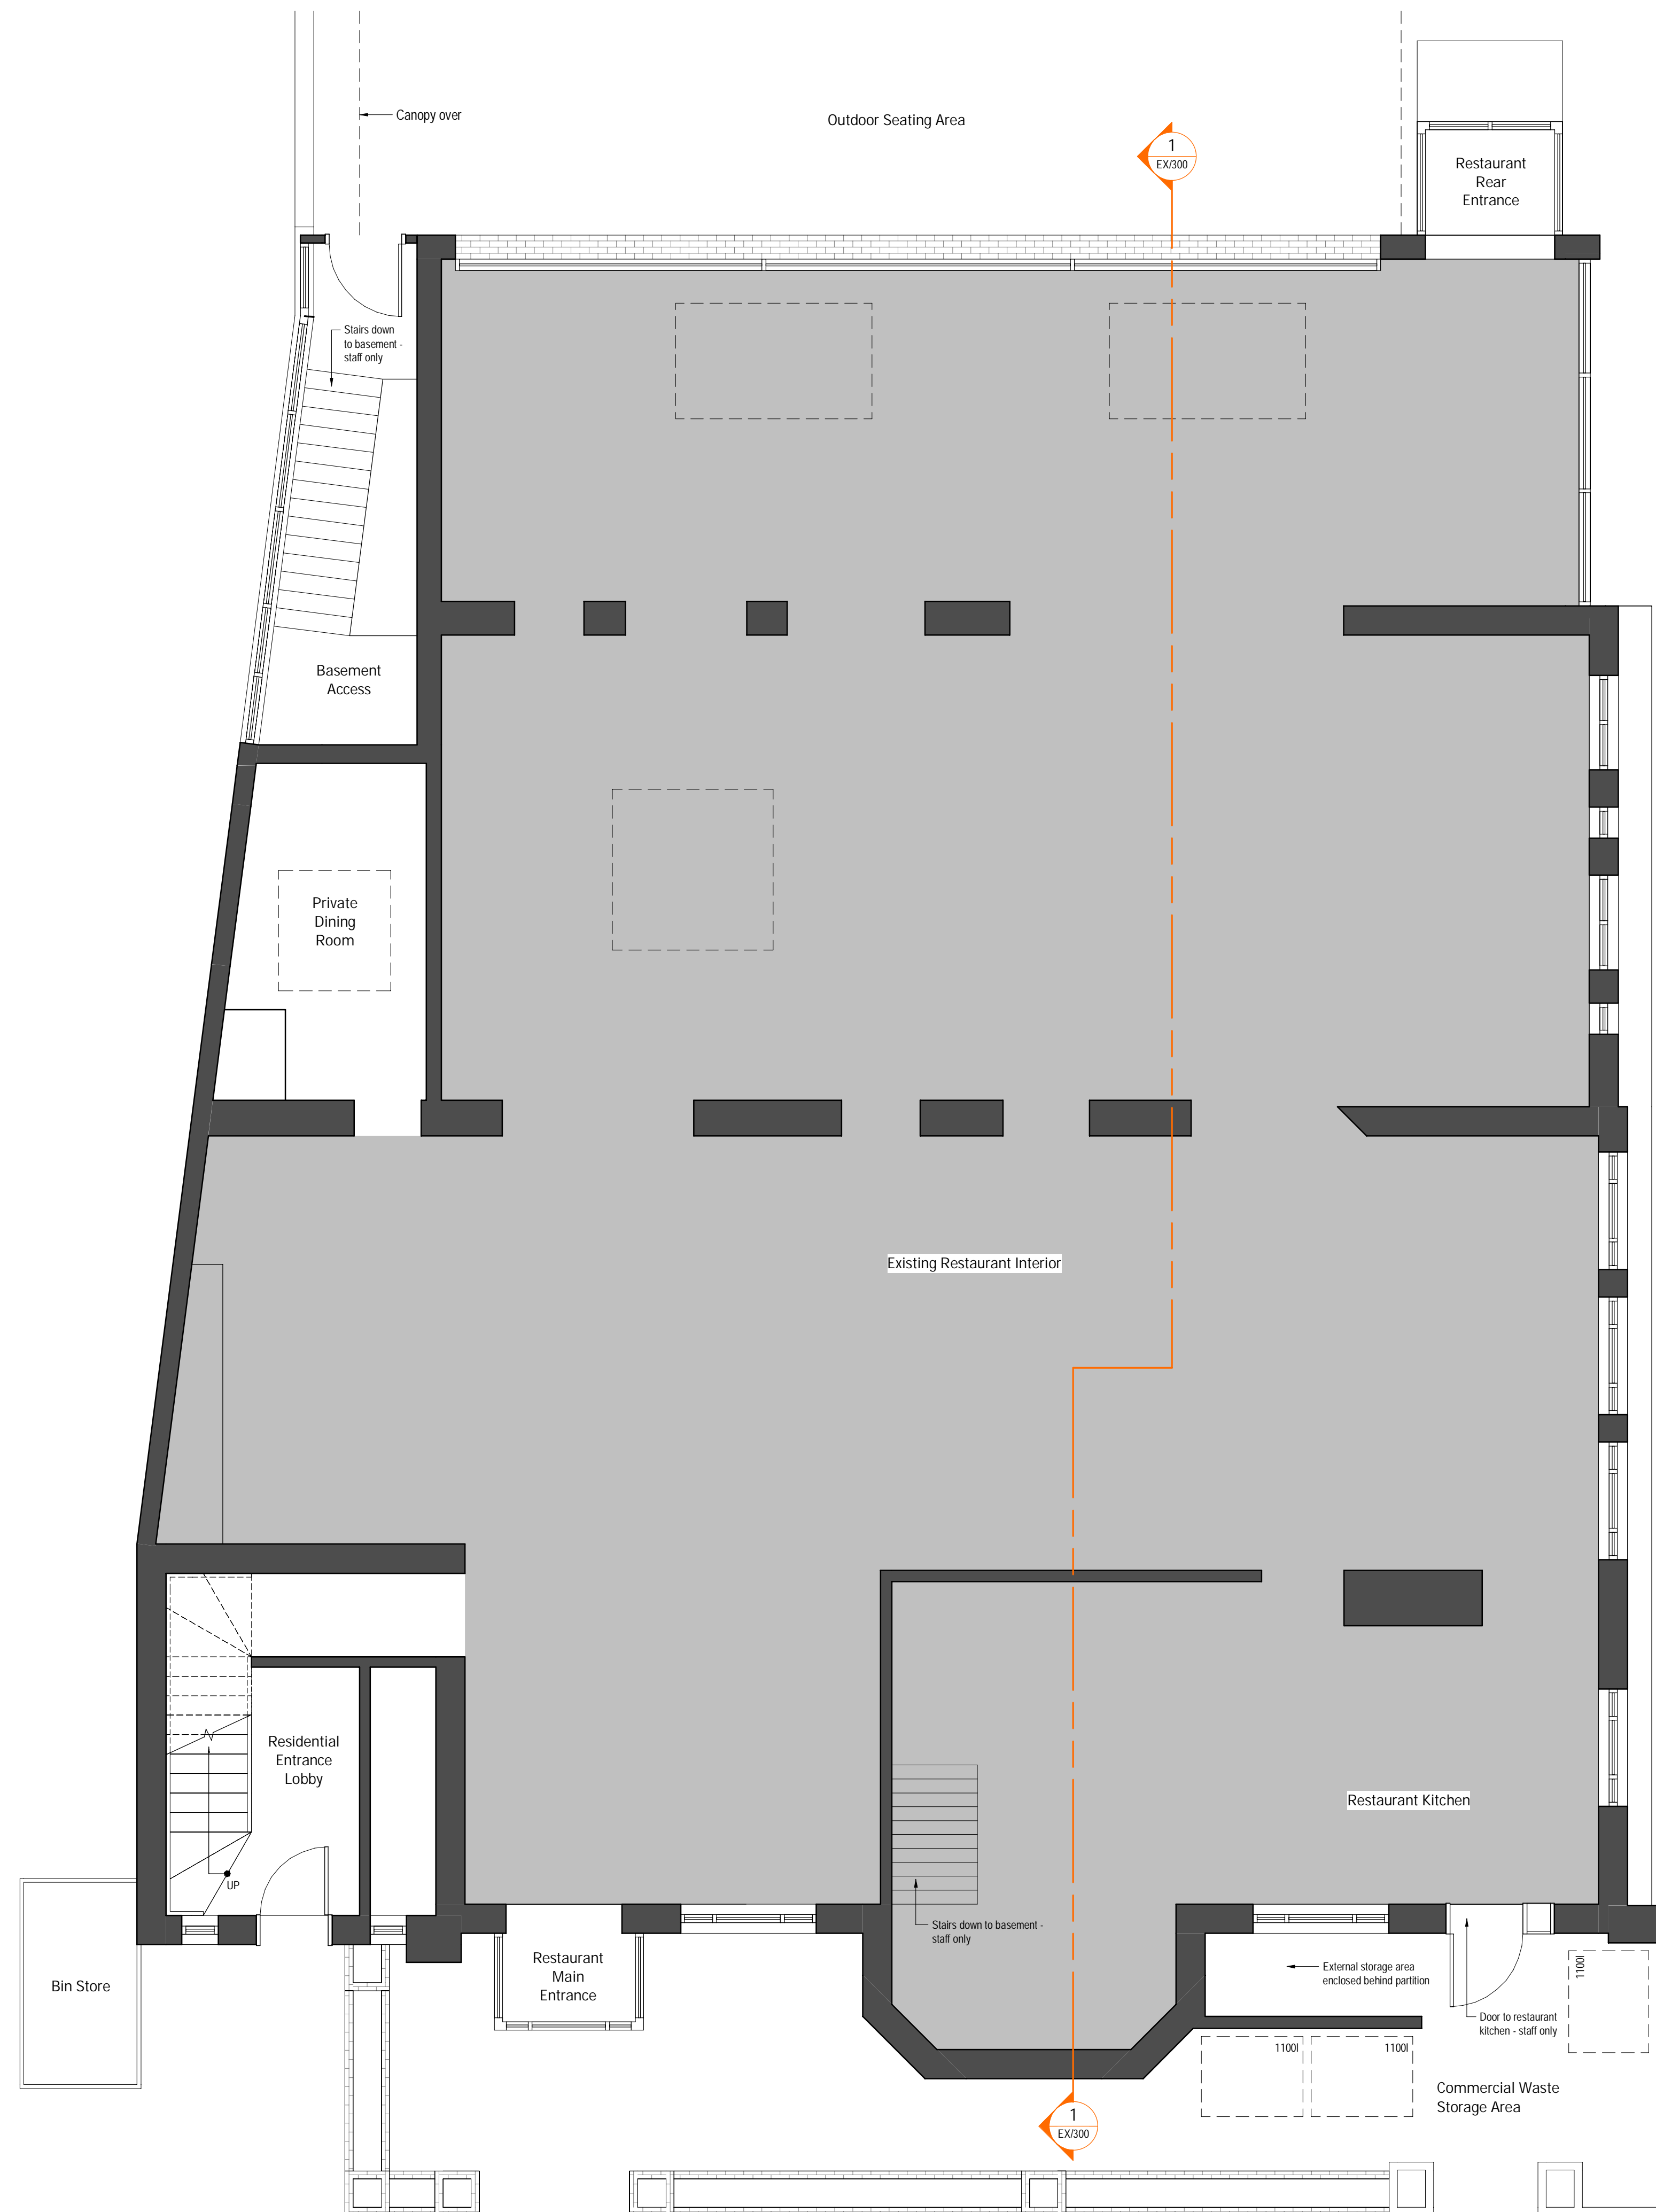 Canopy over
Outdoor Seating Area
1
EX/300
Restaurant
Rear
Entrance
Stairs down
to basement -
staff only
Basement
Access
Private
Dining
Room
Existing Restaurant Interior
Residential
Entrance
Lobby
UP
Restaurant Kitchen
Stairs down to basement -
staff only
Restaurant
Main
Entrance
Bin Store
External storage area
enclosed behind partition
1100l
Door to restaurant
kitchen - staff only
1100l
1100l
Commercial Waste
Storage Area
1
EX/300